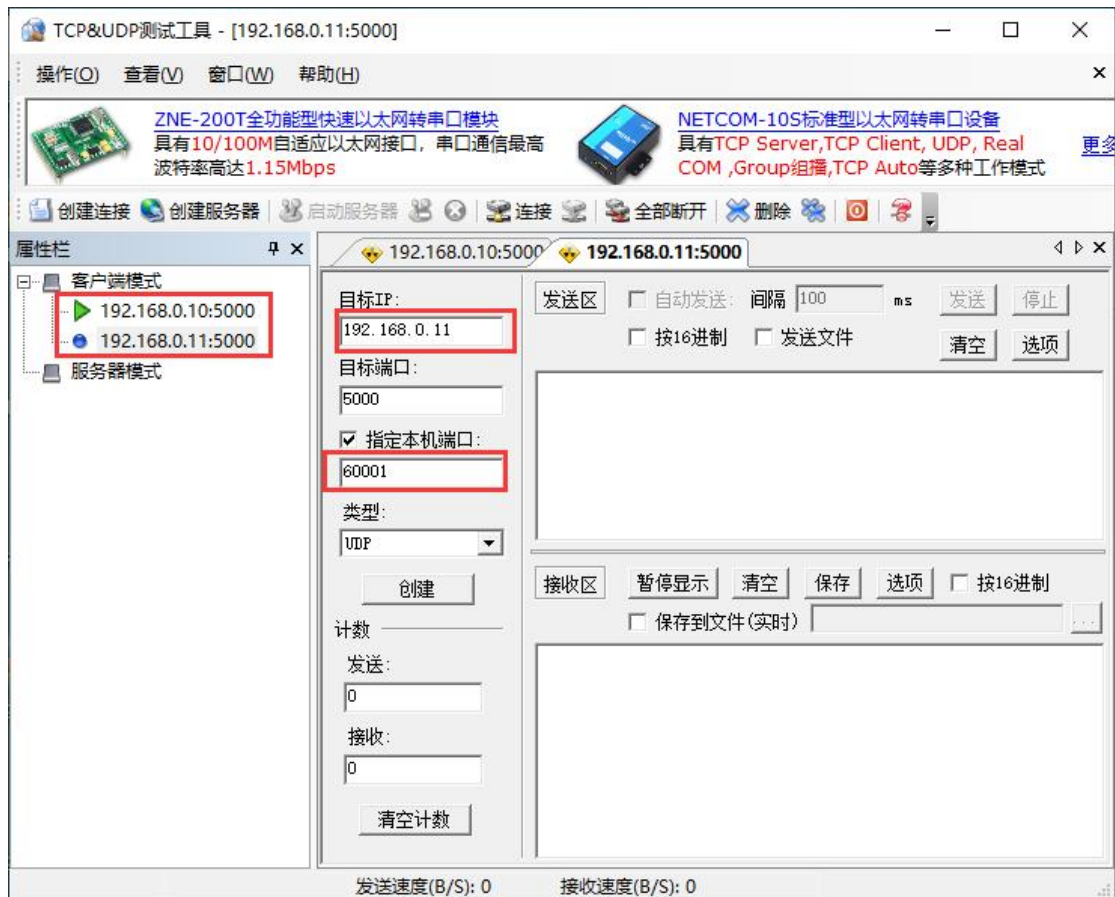 TCP&UDP测试工具 - [192.168.0.11:5000]
操作(O) 查看(V) 窗口(W) 帮助(H)
ZNE-200T全功能型快速以太网转串口模块
具有10/100M自适应以太网接口，串口通信最高
波特率高达1.15Mbps
NETCOM-10S标准型以太网转串口设备
具有TCP Server,TCP Client, UDP, Real
COM ,Group组播,TCP Auto等多种工作模式
更多
创建连接 创建服务器 启动服务器 连接 全部断开 删除
属性栏
客户端模式
192.168.0.10:5000
192.168.0.11:5000
服务器模式
192.168.0.10:5000 192.168.0.11:5000
目标IP:
192.168.0.11
目标端口:
5000
指定本机端口:
60001
类型:
UDP
创建
计数
发送:
0
接收:
0
清空计数
发送区 自动发送: 间隔 100 ms 发送 停止
按16进制 发送文件 清空 选项
接收区 暂停显示 清空 保存 选项 按16进制
保存到文件(实时) ...
发送速度(B/S): 0 接收速度(B/S): 0